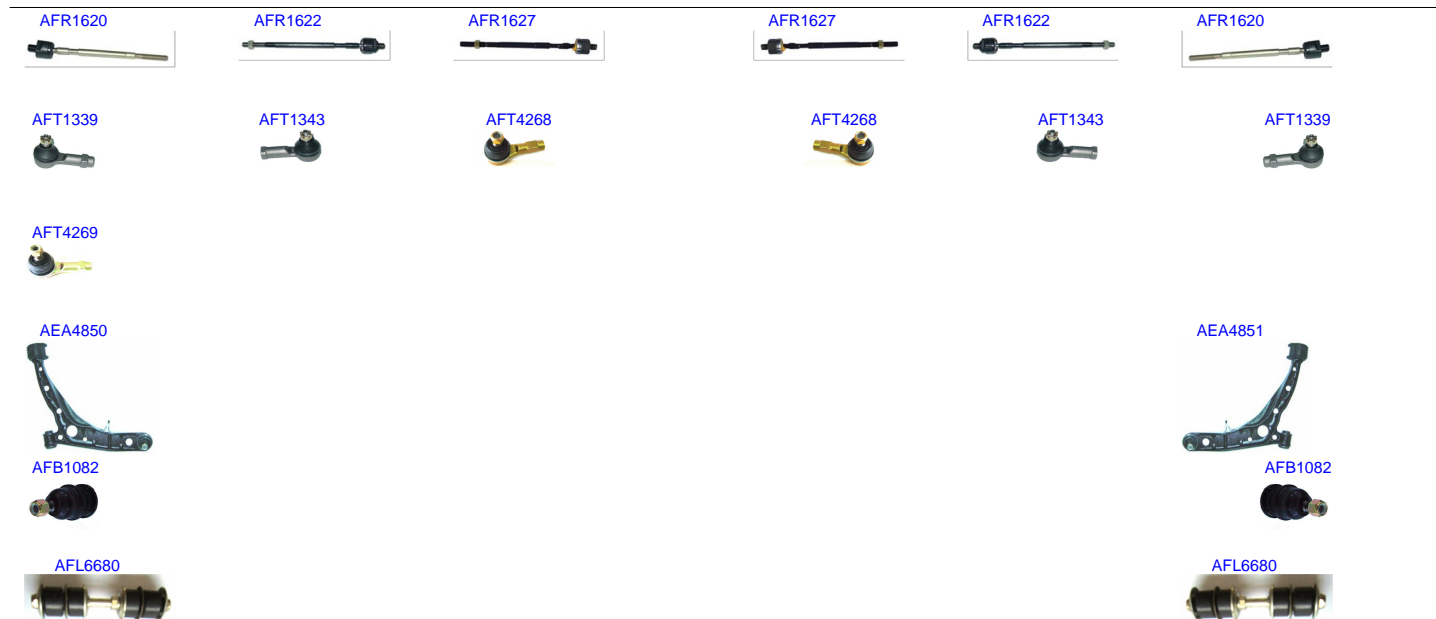 AFR1620 AFR1622 AFR1627 AFR1627 AFR1622 AFR1620
AFT1339 AFT1343 AFT4268 AFT4268 AFT1343 AFT1339
AFT4269
AEA4850 AEA4851
AFB1082 AFB1082
AFL6680 AFL6680